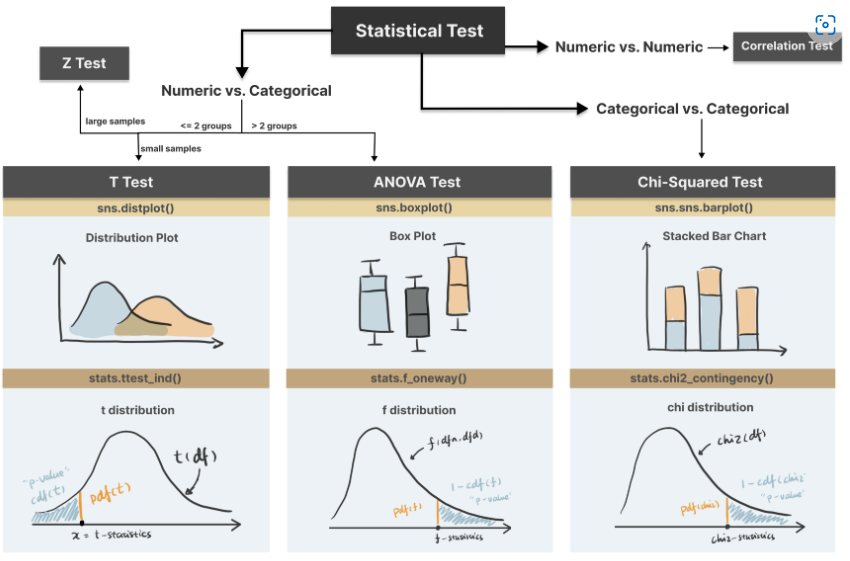 Statistical Test
Numeric vs. Numeric
Correlation Test
Z Test
Numeric vs. Categorical
Categorical vs. Categorical
large samples
<= 2 groups
> 2 groups
small samples
T Test
sns.distplot()
Distribution Plot
stats.ttest_ind()
t distribution
"p-value"
cdf(t)
pdf(t)
t(df)
x = t-statistics
ANOVA Test
sns.boxplot()
Box Plot
stats.f_oneway()
f distribution
f(dfn, dfd)
1-cdf(f)
"p-value"
pdf(f)
f-statistics
Chi-Squared Test
sns.sns.barplot()
Stacked Bar Chart
stats.chi2_contingency()
chi distribution
chi2(df)
1-cdf(chi2)
"p-value"
pdf(chi2)
chi2-statistics